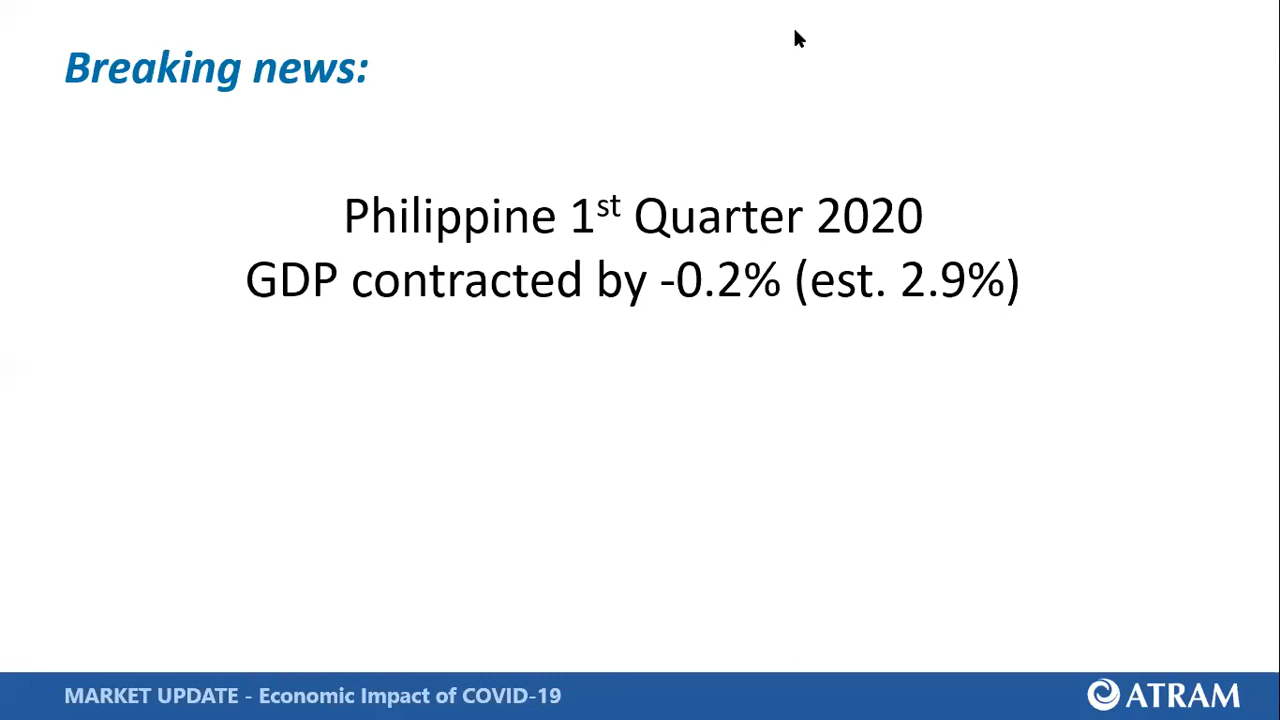 Breaking news:
Philippine 1st Quarter 2020
GDP contracted by -0.2% (est. 2.9%)
MARKET UPDATE - Economic Impact of COVID-19
ATRAM